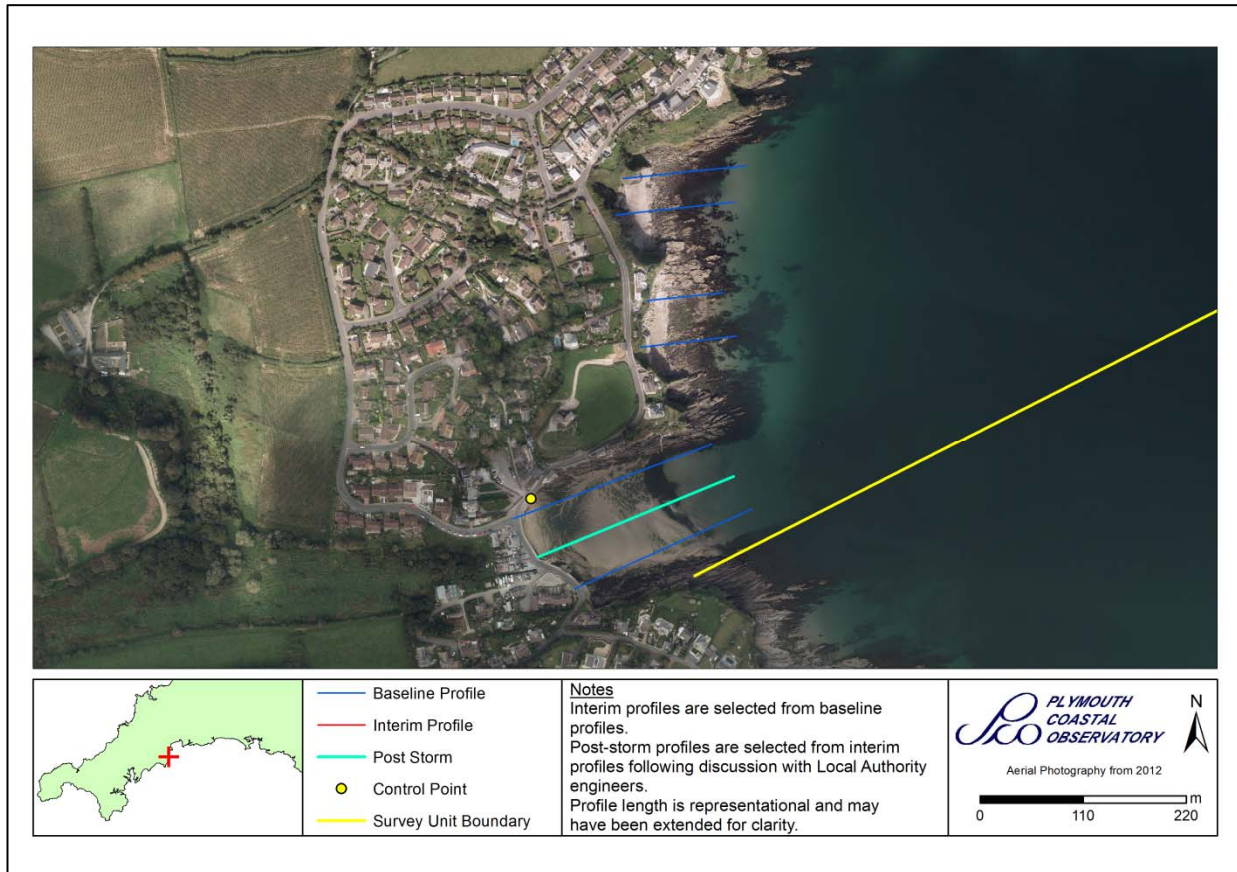 Baseline Profile
Interim Profile
Post Storm
Control Point
Survey Unit Boundary
Notes
Interim profiles are selected from baseline
profiles.
Post-storm profiles are selected from interim
profiles following discussion with Local Authority
engineers.
Profile length is representational and may
have been extended for clarity.
PLYMOUTH
COASTAL
OBSERVATORY
N
Aerial Photography from 2012
m
0 110 220